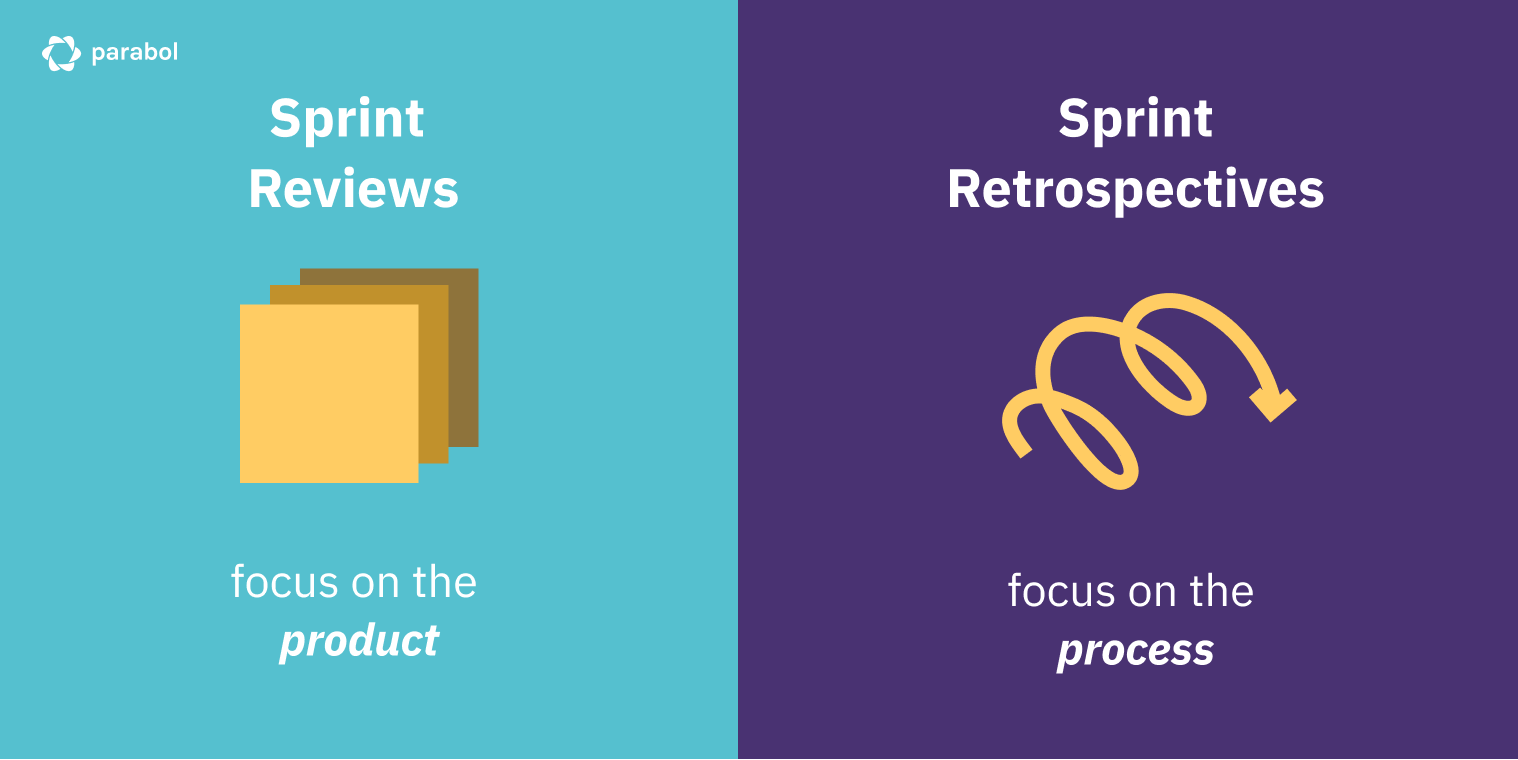 parabol
Sprint
Reviews
focus on the
product
Sprint
Retrospectives
focus on the
process